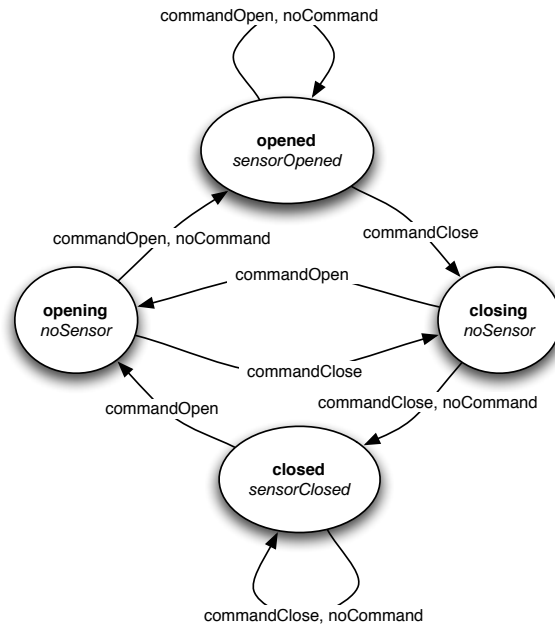 commandOpen, noCommand
opened
sensorOpened
commandOpen, noCommand
commandClose
commandOpen
opening
noSensor
closing
noSensor
commandClose
commandOpen
commandClose, noCommand
closed
sensorClosed
commandClose, noCommand